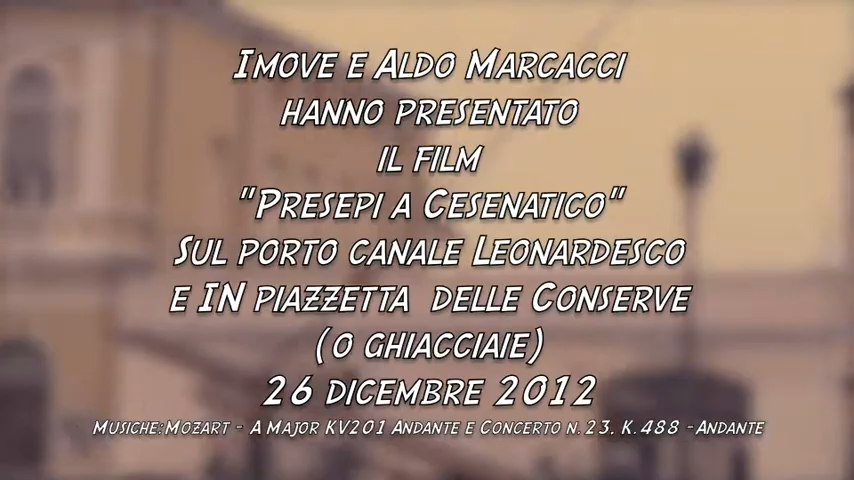 Imove e Aldo Marcacci
hanno presentato
il film
"Presepi a Cesenatico"
Sul porto canale Leonardesco
e IN piazzetta delle Conserve
(o ghiacciaie)
26 dicembre 2012
Musiche:Mozart - A Major KV201 Andante e Concerto n.23, K.488 -Andante